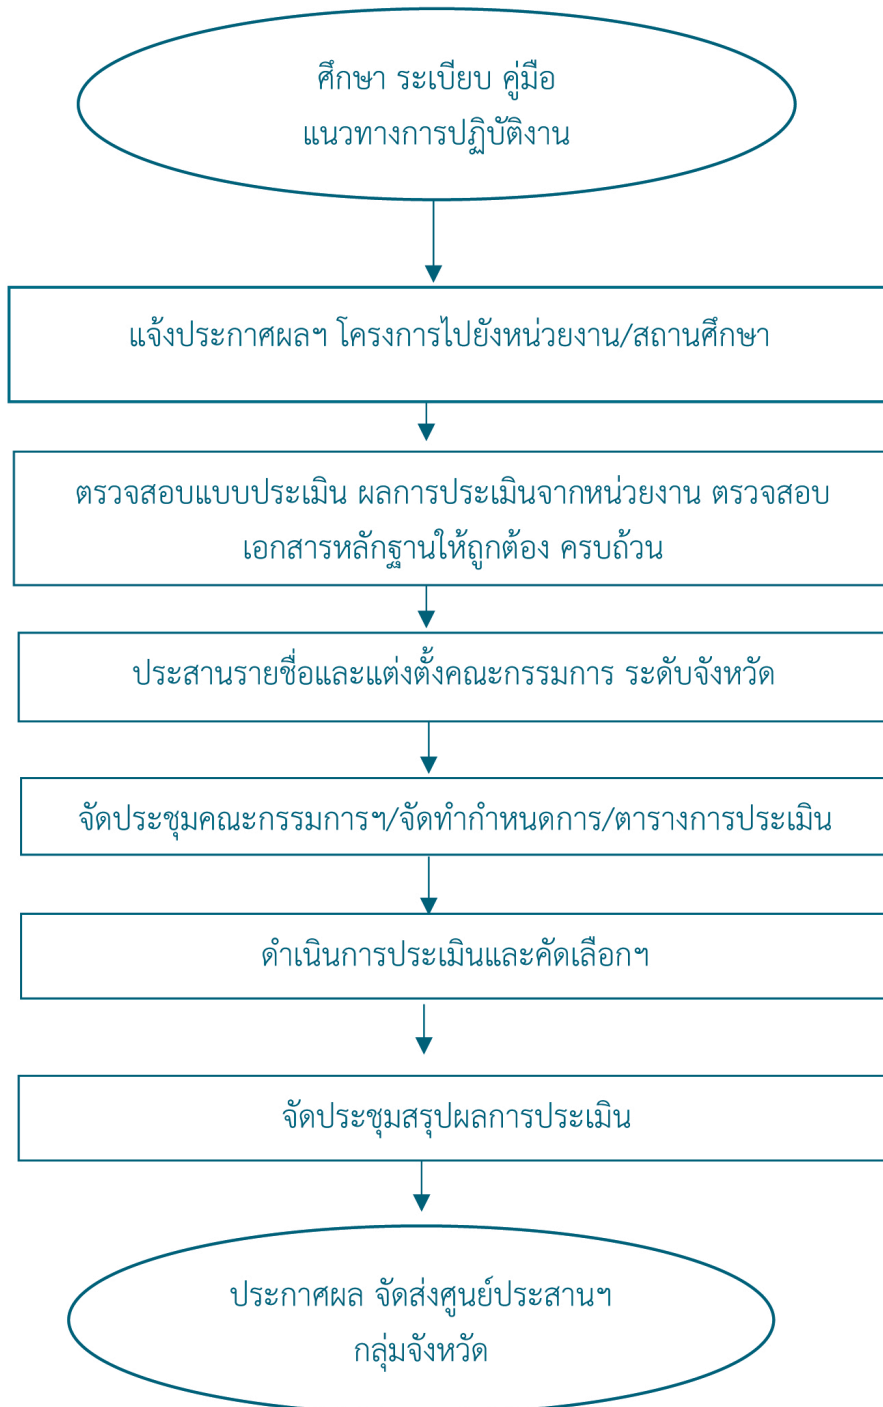 ศึกษา ระเบียบ คู่มือ
แนวทางการปฏิบัติงาน
แจ้งประกาศผลฯ โครงการไปยังหน่วยงาน/สถานศึกษา
ตรวจสอบแบบประเมิน ผลการประเมินจากหน่วยงาน ตรวจสอบ
เอกสารหลักฐานให้ถูกต้อง ครบถ้วน
ประสานรายชื่อและแต่งตั้งคณะกรรมการ ระดับจังหวัด
จัดประชุมคณะกรรมการฯ/จัดทำกำหนดการ/ตารางการประเมิน
ดำเนินการประเมินและคัดเลือกฯ
จัดประชุมสรุปผลการประเมิน
ประกาศผล จัดส่งศูนย์ประสานฯ
กลุ่มจังหวัด